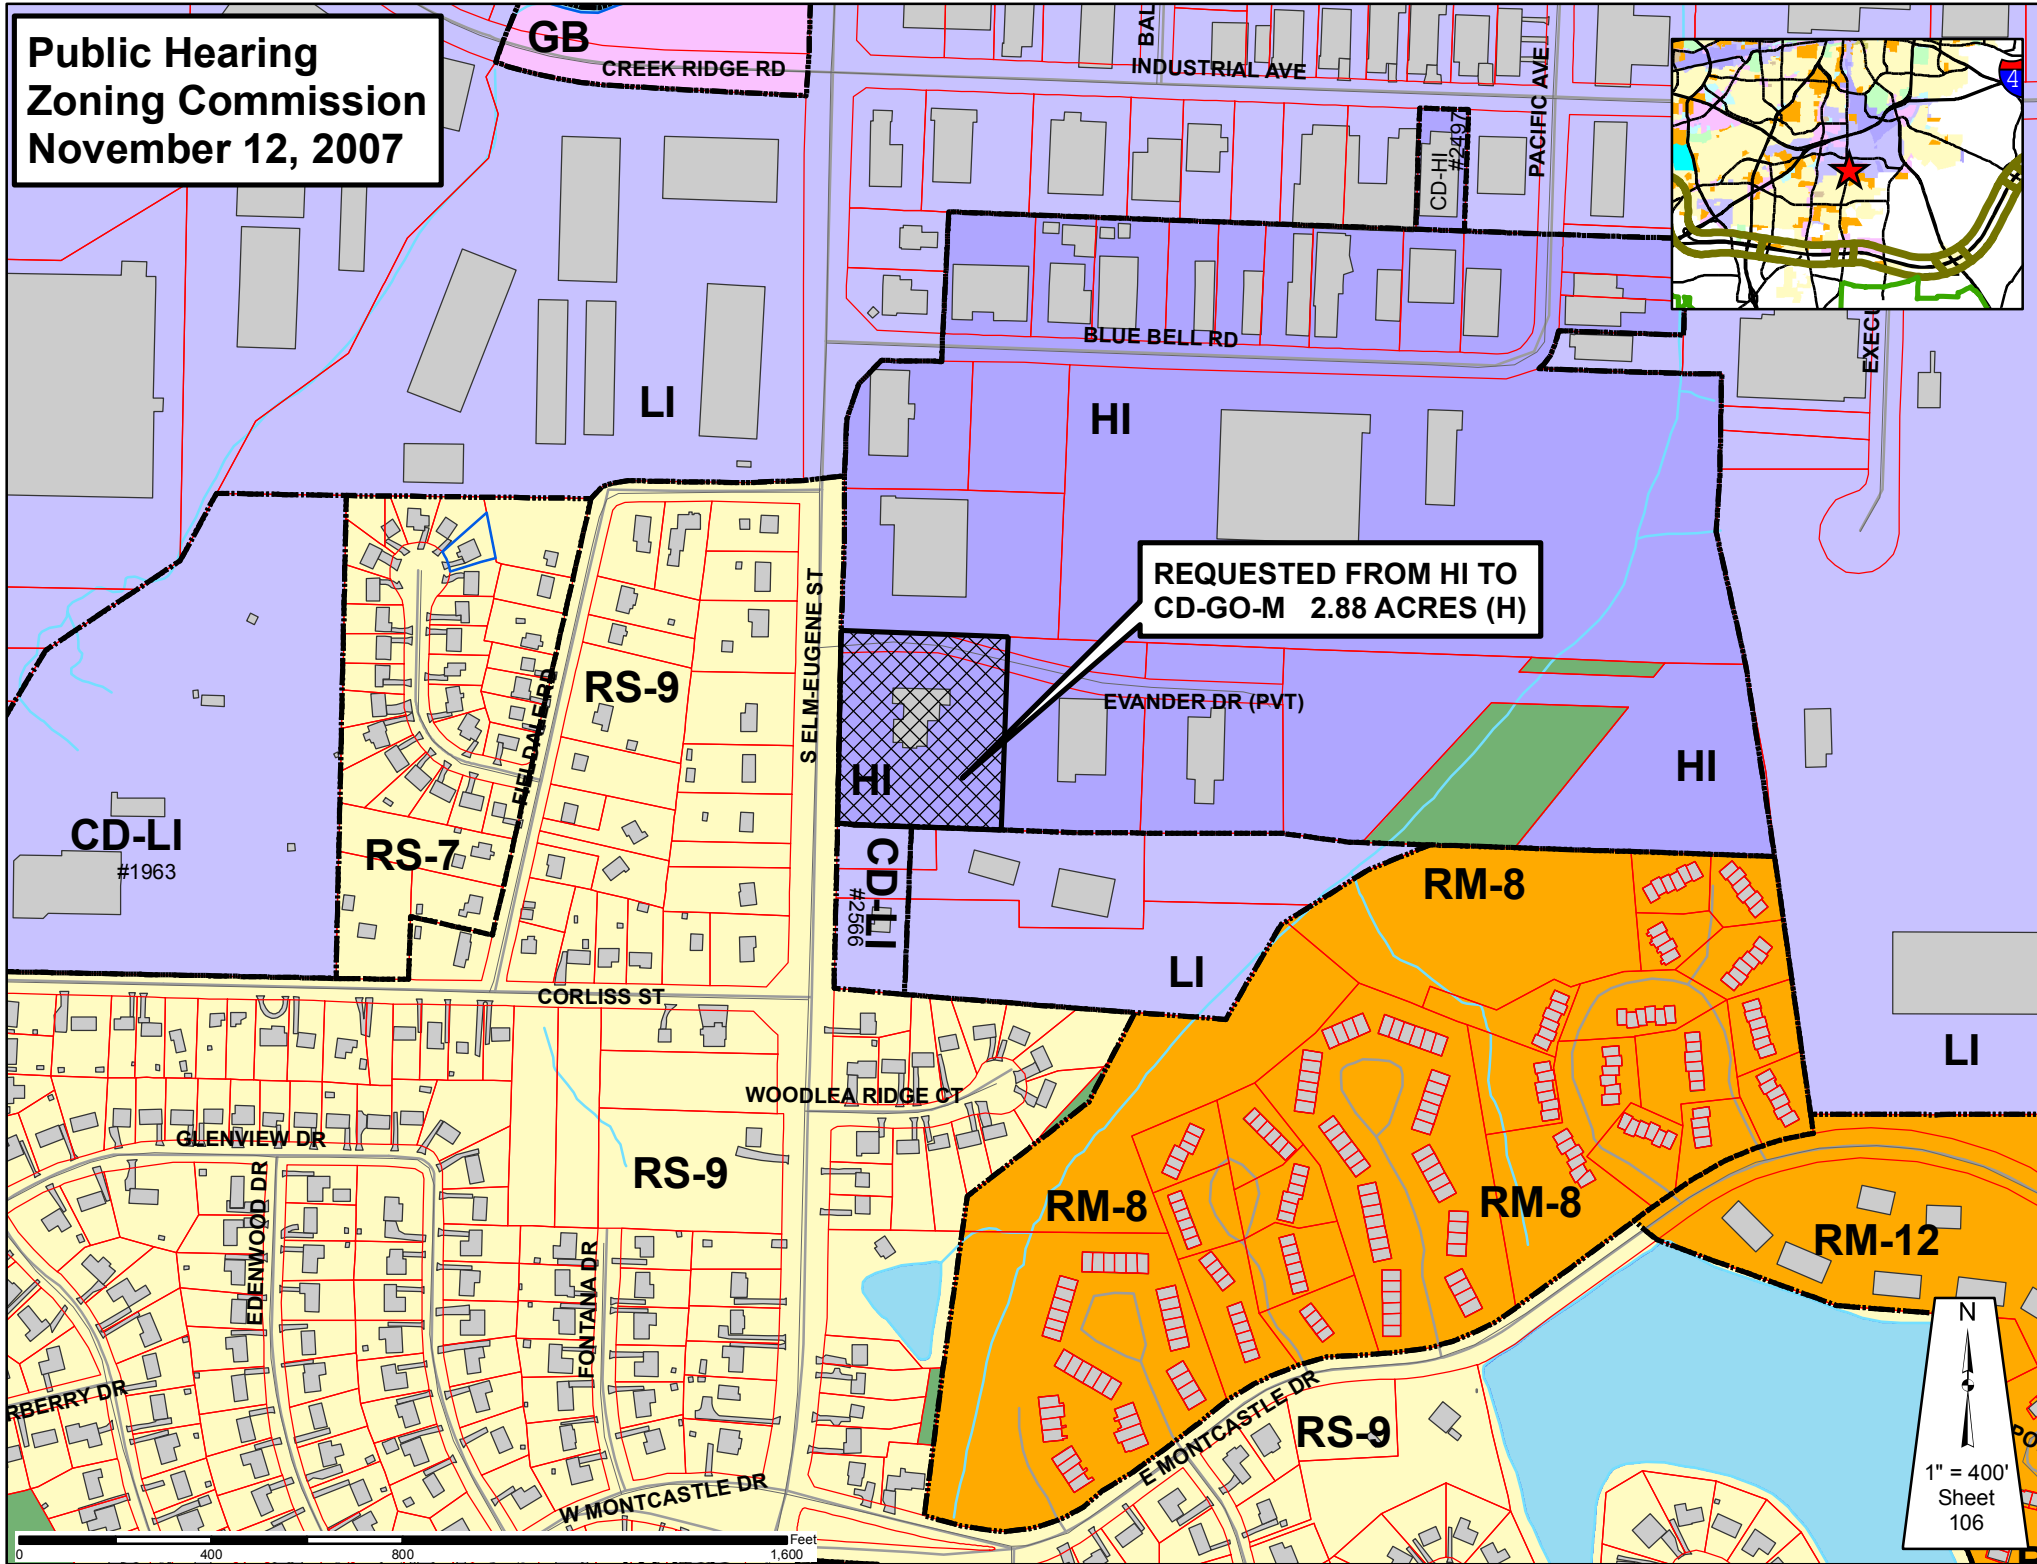 Public Hearing
Zoning Commission
November 12, 2007
GB
CREEK RIDGE RD
BAL
INDUSTRIAL AVE
PACIFIC AVE
CD-HI
#2497
4
BLUE BELL RD
EXECU
LI
HI
REQUESTED FROM HI TO
CD-GO-M 2.88 ACRES (H)
S ELM-EUGENE ST
FIELDALE RD
RS-9
EVANDER DR (PVT)
HI
HI
CD-LI
#1963
RS-7
CD-LI
#2566
RM-8
LI
CORLISS ST
LI
WOODLEA RIDGE CT
GLENVIEW DR
EDENWOOD DR
RS-9
RM-8
RM-8
RM-12
FONTANA DR
RBERRY DR
E MONTCASTLE DR
RS-9
W MONTCASTLE DR
PO
N
1" = 400'
Sheet
106
0 400 800 1,600
Feet